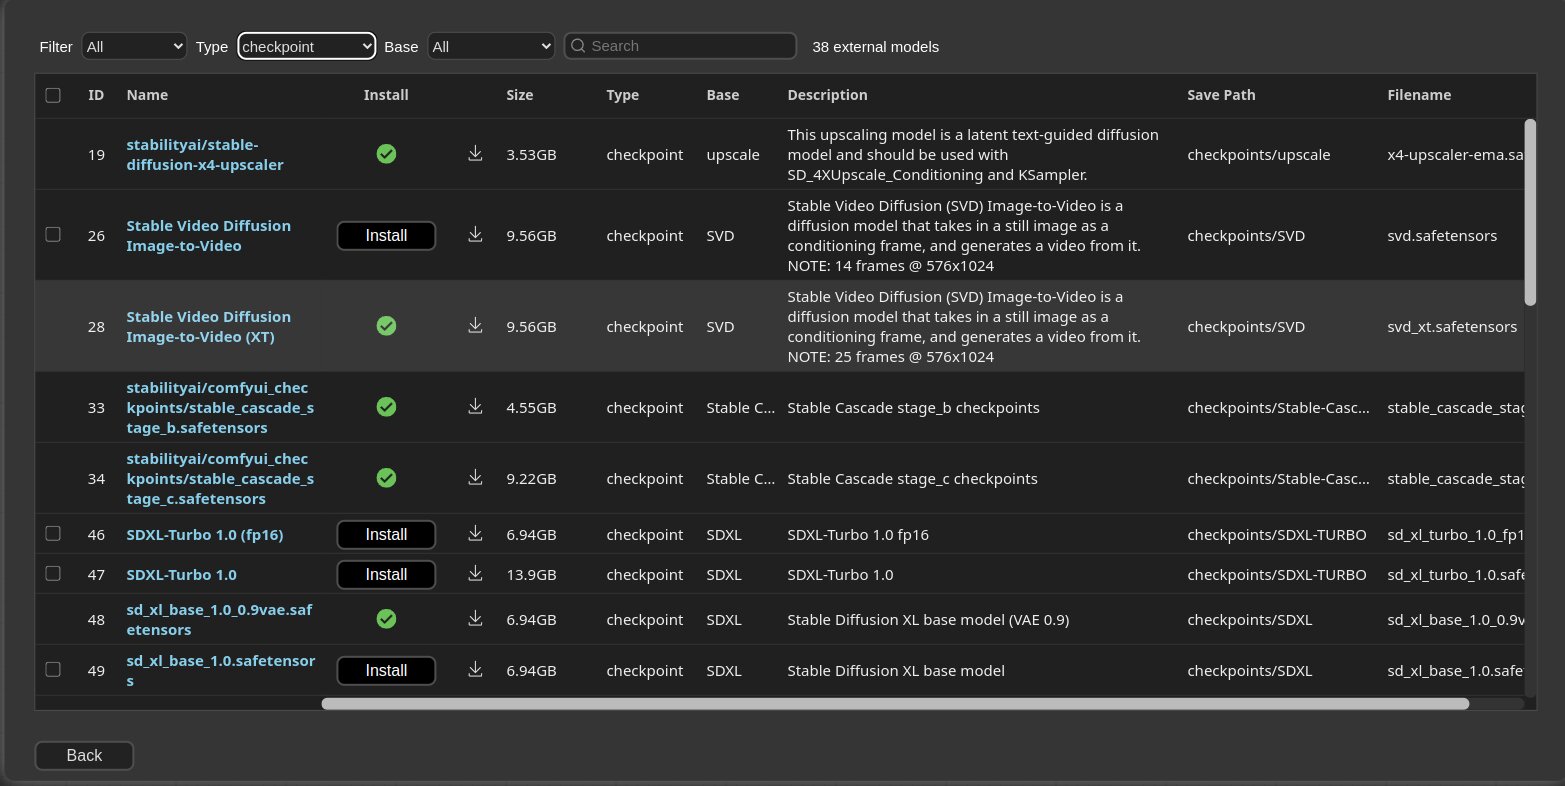 Filter All Type checkpoint Base All Search 38 external models
ID Name Install Size Type Base Description Save Path Filename
19 stabilityai/stable- 3.53GB checkpoint upscale This upscaling model is a latent text-guided diffusion checkpoints/upscale x4-upscaler-ema.sa
diffusion-x4-upscaler model and should be used with
SD_4XUpscale_Conditioning and KSampler.
26 Stable Video Diffusion Install 9.56GB checkpoint SVD Stable Video Diffusion (SVD) Image-to-Video is a checkpoints/SVD svd.safetensors
Image-to-Video diffusion model that takes in a still image as a
conditioning frame, and generates a video from it.
NOTE: 14 frames @ 576x1024
28 Stable Video Diffusion 9.56GB checkpoint SVD Stable Video Diffusion (SVD) Image-to-Video is a checkpoints/SVD svd_xt.safetensors
Image-to-Video (XT) diffusion model that takes in a still image as a
conditioning frame, and generates a video from it.
NOTE: 25 frames @ 576x1024
33 stabilityai/comfyui_chec 4.55GB checkpoint Stable C... Stable Cascade stage_b checkpoints checkpoints/Stable-Casc... stable_cascade_stag
kpoints/stable_cascade_s
tage_b.safetensors
34 stabilityai/comfyui_chec 9.22GB checkpoint Stable C... Stable Cascade stage_c checkpoints checkpoints/Stable-Casc... stable_cascade_stag
kpoints/stable_cascade_s
tage_c.safetensors
46 SDXL-Turbo 1.0 (fp16) Install 6.94GB checkpoint SDXL SDXL-Turbo 1.0 fp16 checkpoints/SDXL-TURBO sd_xl_turbo_1.0_fp1
47 SDXL-Turbo 1.0 Install 13.9GB checkpoint SDXL SDXL-Turbo 1.0 checkpoints/SDXL-TURBO sd_xl_turbo_1.0.safe
48 sd_xl_base_1.0_0.9vae.saf 6.94GB checkpoint SDXL Stable Diffusion XL base model (VAE 0.9) checkpoints/SDXL sd_xl_base_1.0_0.9v
etensors
49 sd_xl_base_1.0.safetensor Install 6.94GB checkpoint SDXL Stable Diffusion XL base model checkpoints/SDXL sd_xl_base_1.0.safe
s
Back